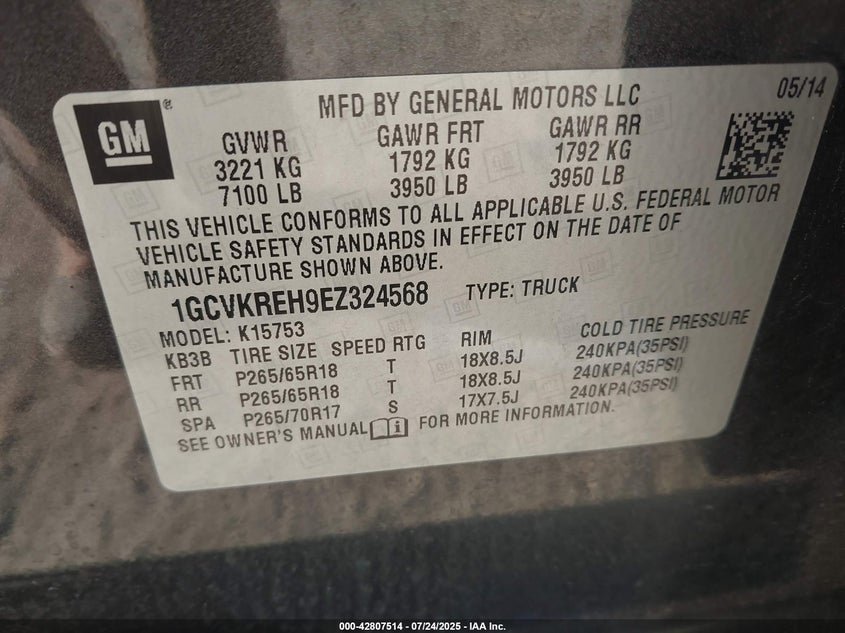 GM ®
MFD BY GENERAL MOTORS LLC
05/14
GVWR GAWR FRT GAWR RR
3221 KG 1792 KG 1792 KG
7100 LB 3950 LB 3950 LB
THIS VEHICLE CONFORMS TO ALL APPLICABLE U.S. FEDERAL MOTOR
VEHICLE SAFETY STANDARDS IN EFFECT ON THE DATE OF
MANUFACTURE SHOWN ABOVE.
1GCVKREH9EZ324568 TYPE: TRUCK
MODEL: K15753
KB3B TIRE SIZE SPEED RTG RIM COLD TIRE PRESSURE
FRT P265/65R18 T 18X8.5J 240KPA(35PSI)
RR P265/65R18 T 18X8.5J 240KPA(35PSI)
SPA P265/70R17 S 17X7.5J 240KPA(35PSI)
SEE OWNER'S MANUAL i FOR MORE INFORMATION.
000-42807514 - 07/24/2025 - IAA Inc.